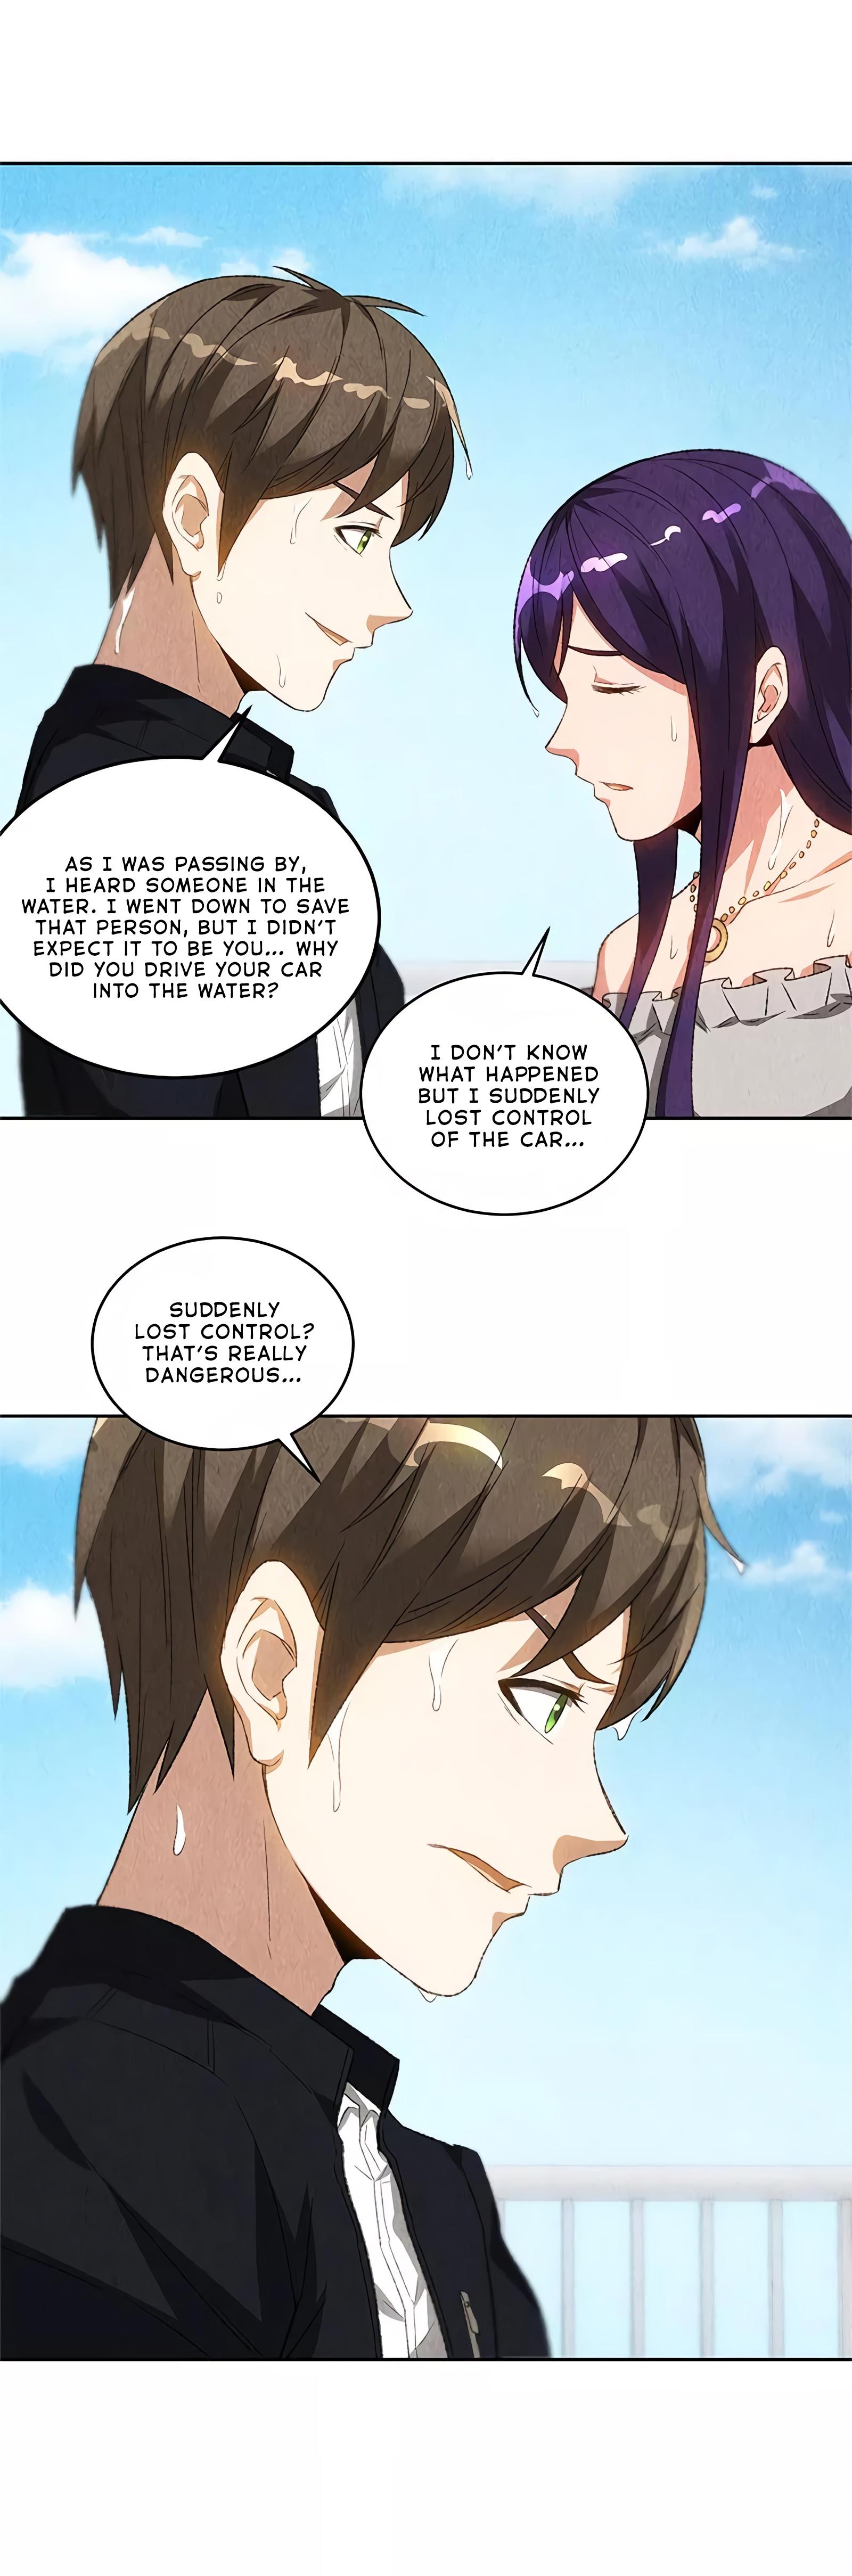 AS I WAS PASSING BY,
I HEARD SOMEONE IN THE
WATER. I WENT DOWN TO SAVE
THAT PERSON, BUT I DIDN'T
EXPECT IT TO BE YOU... WHY
DID YOU DRIVE YOUR CAR
INTO THE WATER?
I DON'T KNOW
WHAT HAPPENED
BUT I SUDDENLY
LOST CONTROL
OF THE CAR...
SUDDENLY
LOST CONTROL?
THAT'S REALLY
DANGEROUS...